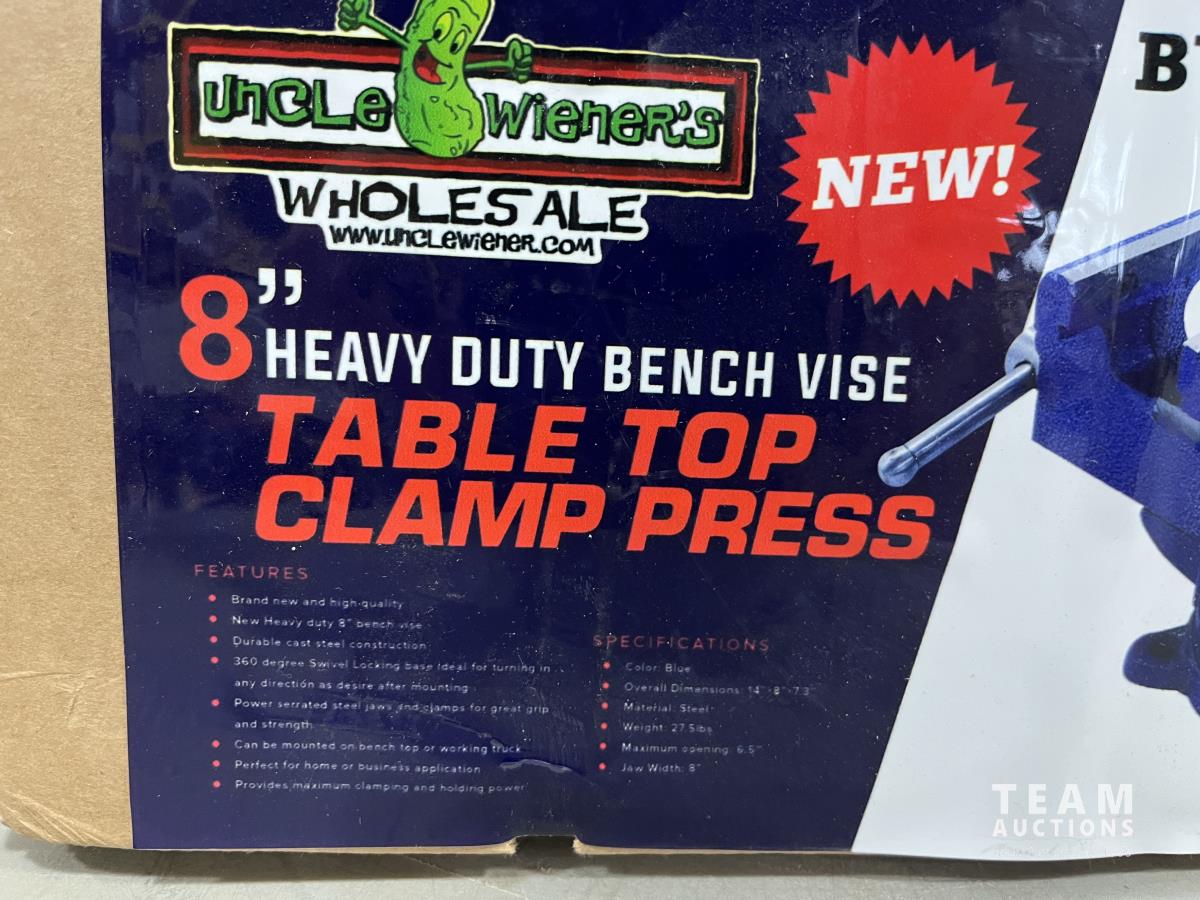 UNCLE WIENER'S
WHOLESALE
WWW.UNCLEWIENER.COM
NEW!
8"
HEAVY DUTY BENCH VISE
TABLE TOP
CLAMP PRESS
FEATURES
Brand new and high-quality
New Heavy duty 8" bench vise
Durable cast steel construction
360 degree Swivel Locking base Ideal for turning in
any direction as desire after mounting
Power serrated steel jaws and clamps for great grip
and strength
Can be mounted on bench top or working truck
Perfect for home or business application
Provides maximum clamping and holding power
SPECIFICATIONS
Color: Blue
Overall Dimensions: 14"*8"*7.3"
Material: Steel
Weight: 27.5lbs
Maximum opening: 6.5"
Jaw Width: 8"
TEAM
AUCTIONS